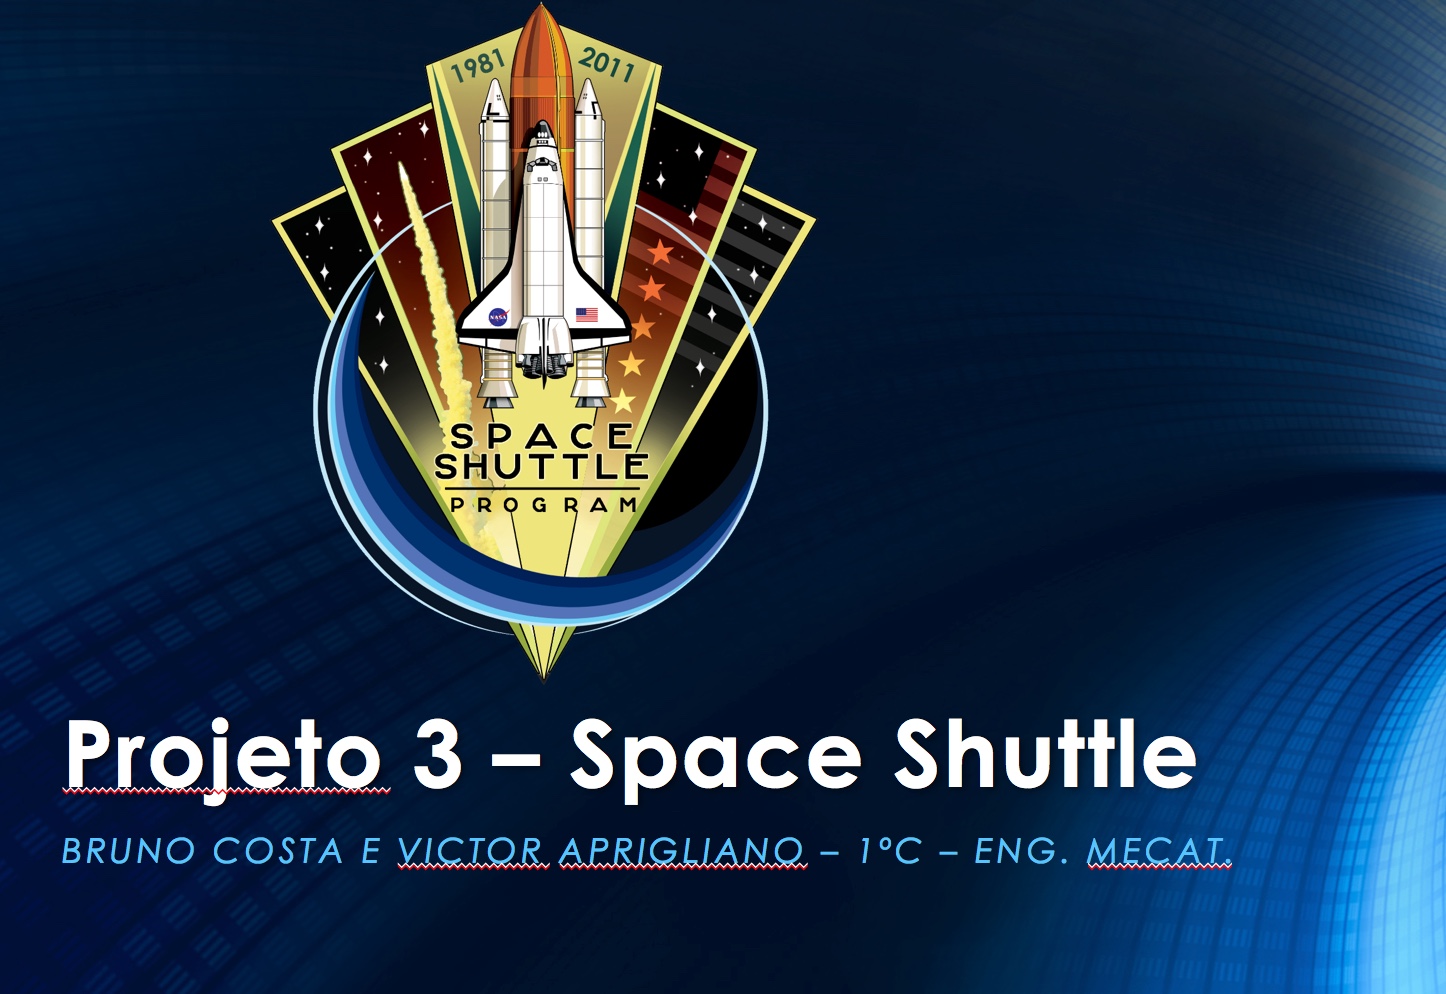 1981 2011
NASA
SPACE
SHUTTLE
PROGRAM
Projeto 3 – Space Shuttle
BRUNO COSTA E VICTOR APRIGLIANO – 1ºC – ENG. MECAT.